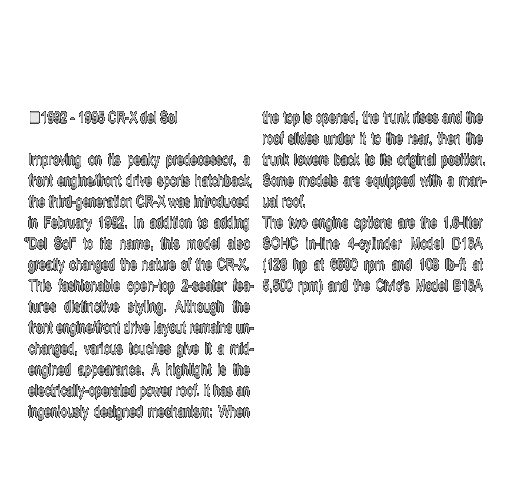 ■1992 - 1995 CR-X del Sol
Improving on its peaky predecessor, a
front engine/front drive sports hatchback,
the third-generation CR-X was introduced
in February 1992. In addition to adding
"Del Sol" to its name, this model also
greatly changed the nature of the CR-X.
This fashionable open-top 2-seater fea-
tures distinctive styling. Although the
front engine/front drive layout remains un-
changed, various touches give it a mid-
engined appearance. A highlight is the
electrically-operated power roof. It has an
ingeniously designed mechanism: When
the top is opened, the trunk rises and the
roof slides under it to the rear, then the
trunk lowers back to its original position.
Some models are equipped with a man-
ual roof.
The two engine options are the 1.6-liter
SOHC in-line 4-cylinder Model D16A
(128 hp at 6600 rpm and 108 lb-ft at
5,500 rpm) and the Civic's Model B16A